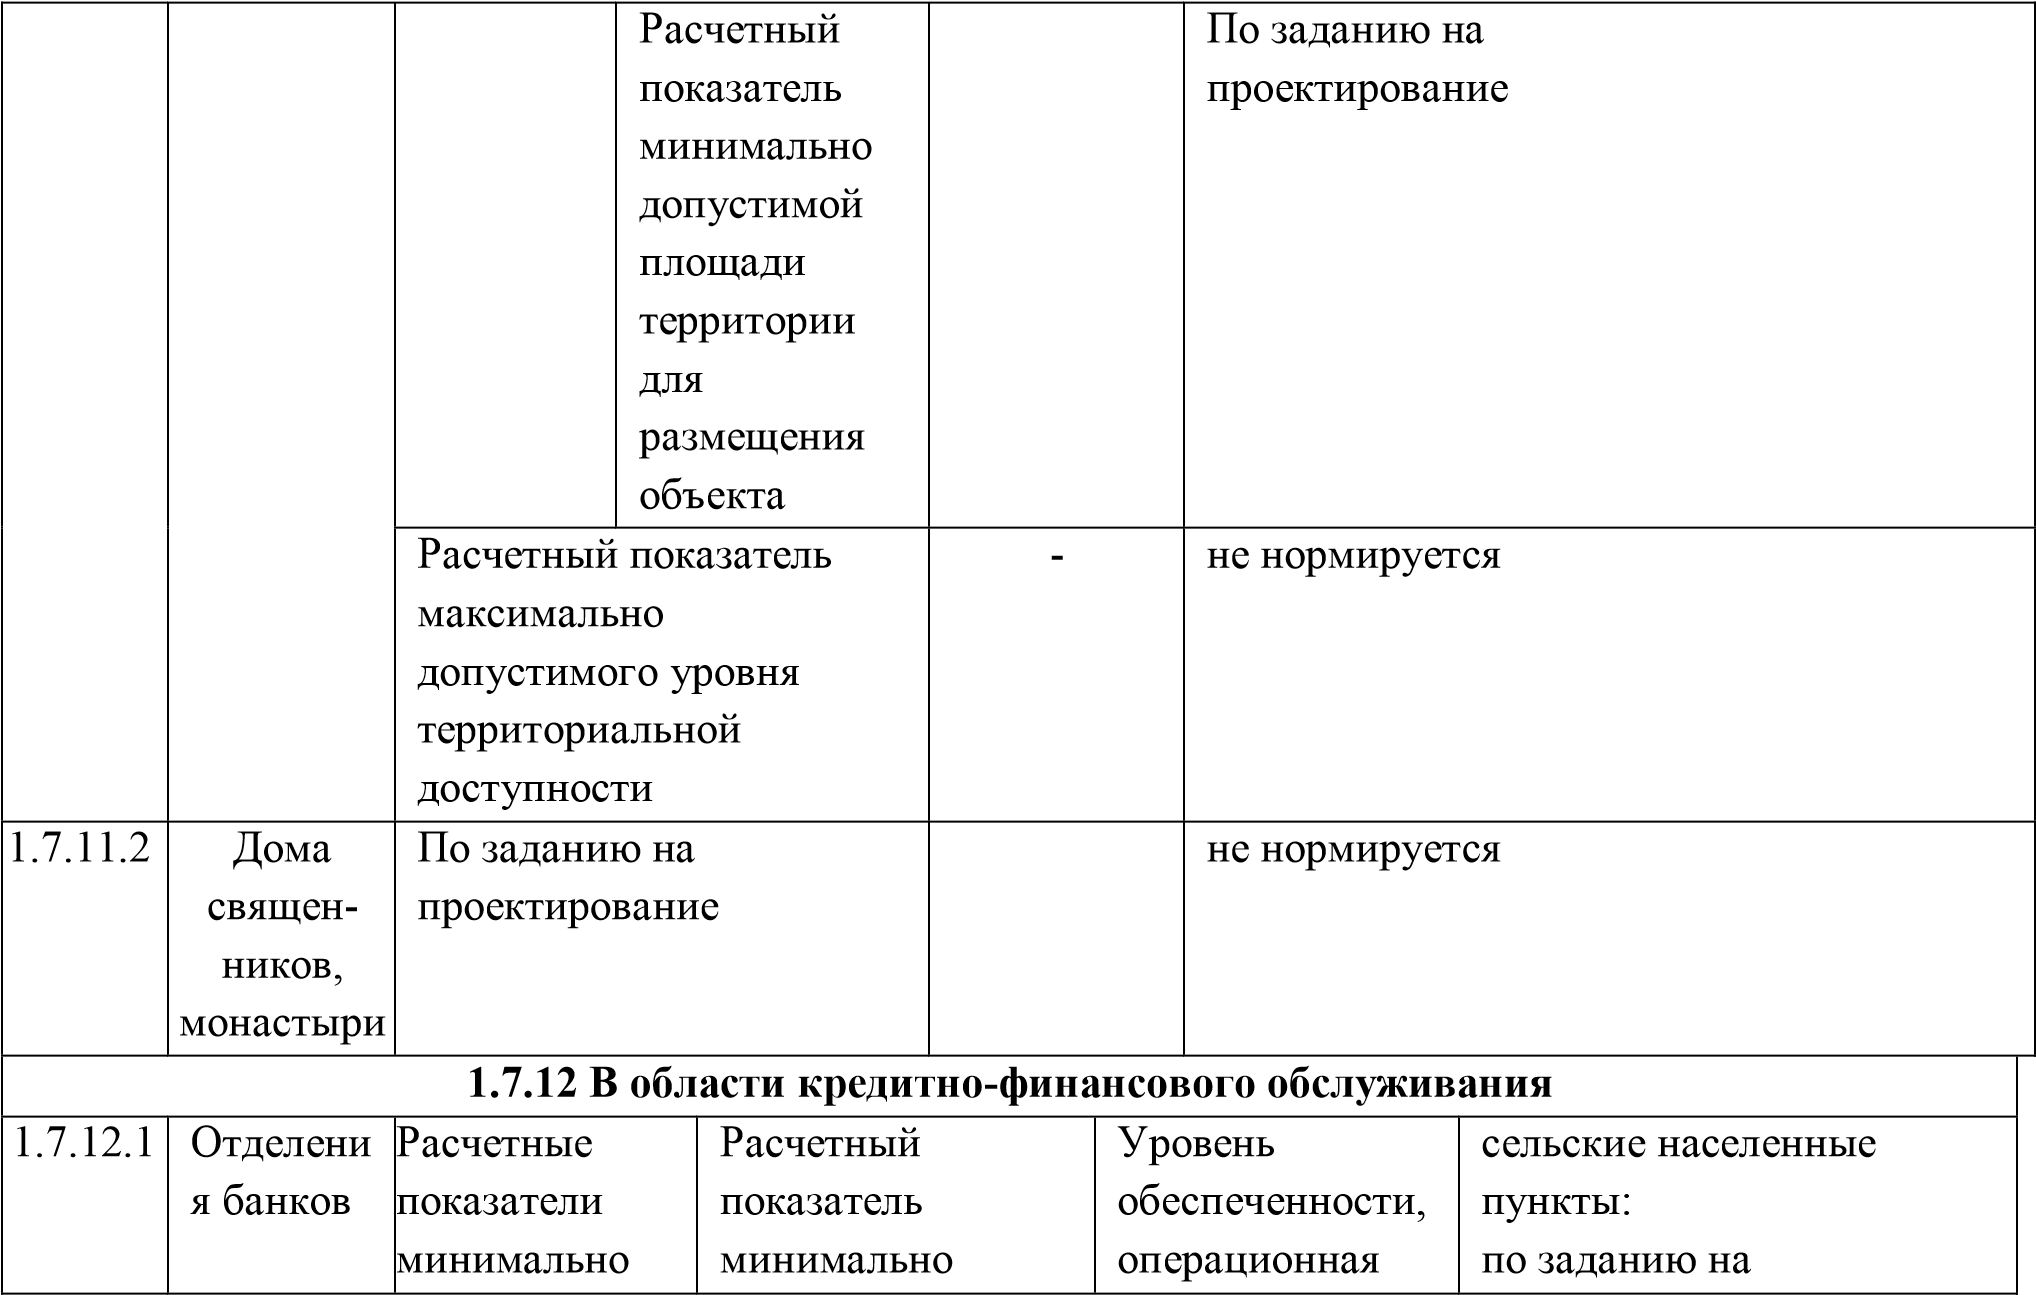 Расчетный
показатель
минимально
допустимой
площади
территории
для
размещения
объекта
По заданию на
проектирование
Расчетный показатель
максимально
допустимого уровня
территориальной
доступности
-
не нормируется
1.7.11.2
Дома
священ-
ников,
монастыри
По заданию на
проектирование
не нормируется
1.7.12 В области кредитно-финансового обслуживания
1.7.12.1
Отделени
я банков
Расчетные
показатели
минимально
Расчетный
показатель
минимально
Уровень
обеспеченности,
операционная
сельские населенные
пункты:
по заданию на